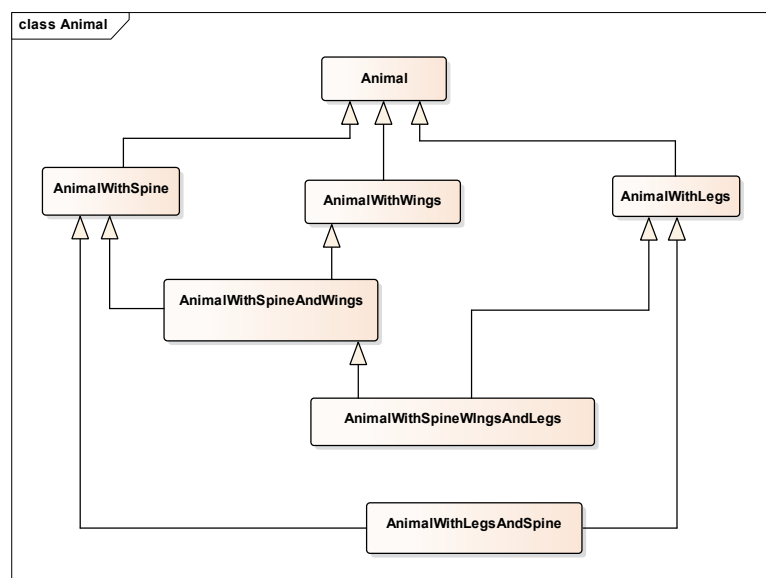 class Animal
Animal
AnimalWithSpine
AnimalWithWings
AnimalWithLegs
AnimalWithSpineAndWings
AnimalWithSpineWIngsAndLegs
AnimalWithLegsAndSpine